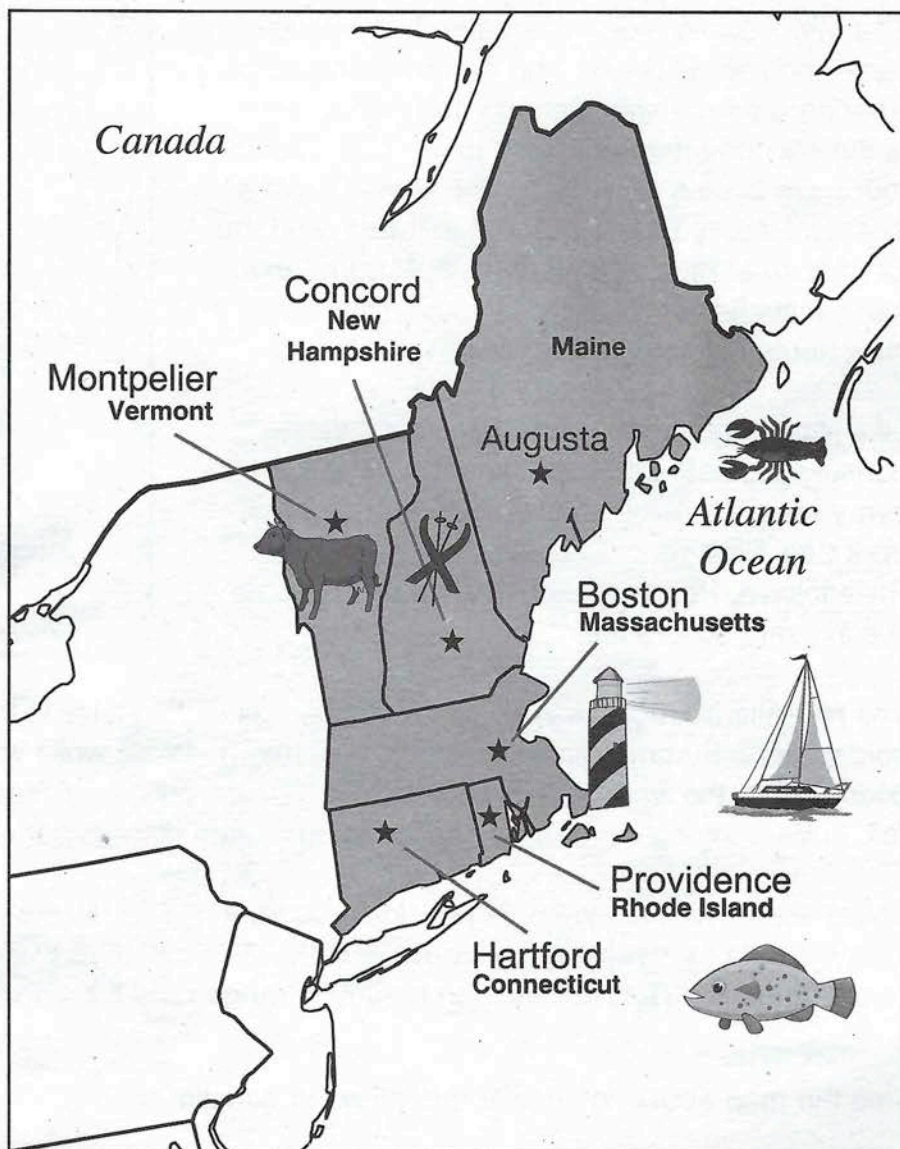 Canada
Concord
New
Hampshire
Maine
Montpelier
Vermont
Augusta
Atlantic
Ocean
Boston
Massachusetts
Providence
Rhode Island
Hartford
Connecticut